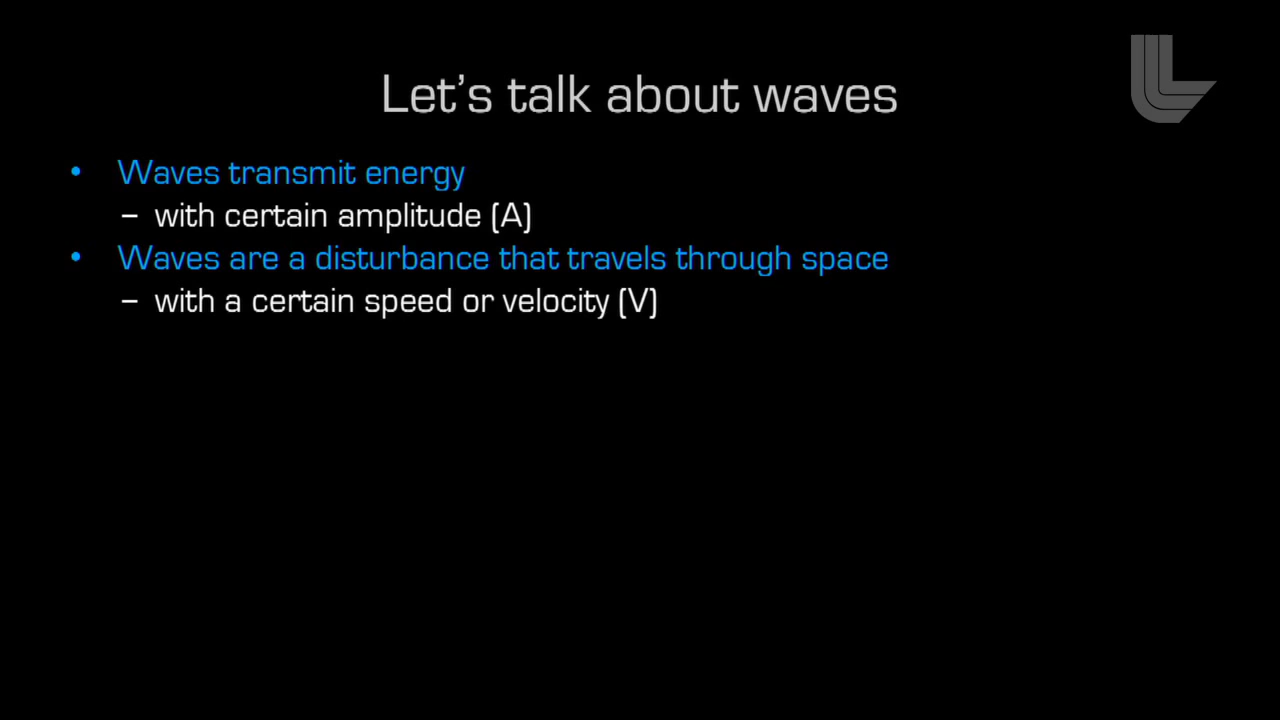 Let's talk about waves
• Waves transmit energy
– with certain amplitude (A)
• Waves are a disturbance that travels through space
– with a certain speed or velocity (V)